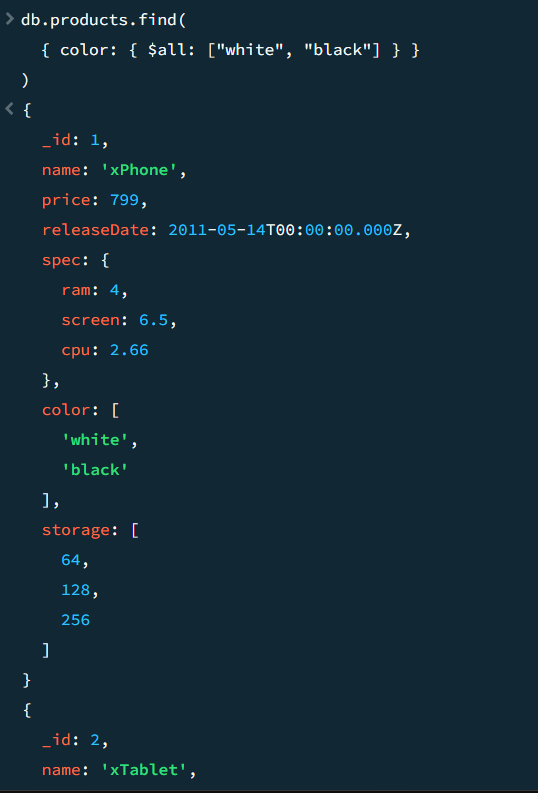 > db.products.find(
{ color: { $all: ["white", "black"] } }
)
< {
_id: 1,
name: 'xPhone',
price: 799,
releaseDate: 2011-05-14T00:00:00.000Z,
spec: {
ram: 4,
screen: 6.5,
cpu: 2.66
},
color: [
'white',
'black'
],
storage: [
64,
128,
256
]
}
{
_id: 2,
name: 'xTablet',